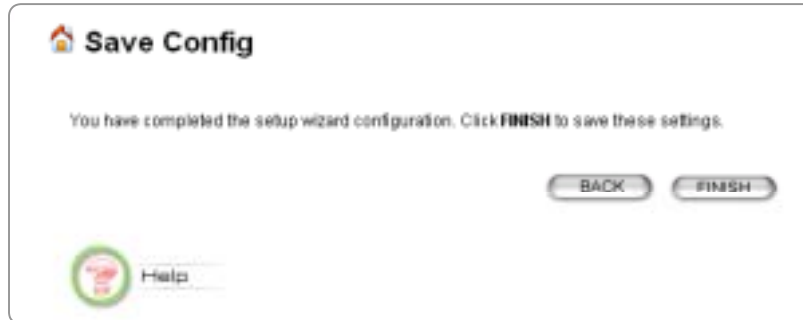 Save Config
You have completed the setup wizard configuration. Click FINISH to save these settings.
BACK FINISH
Help